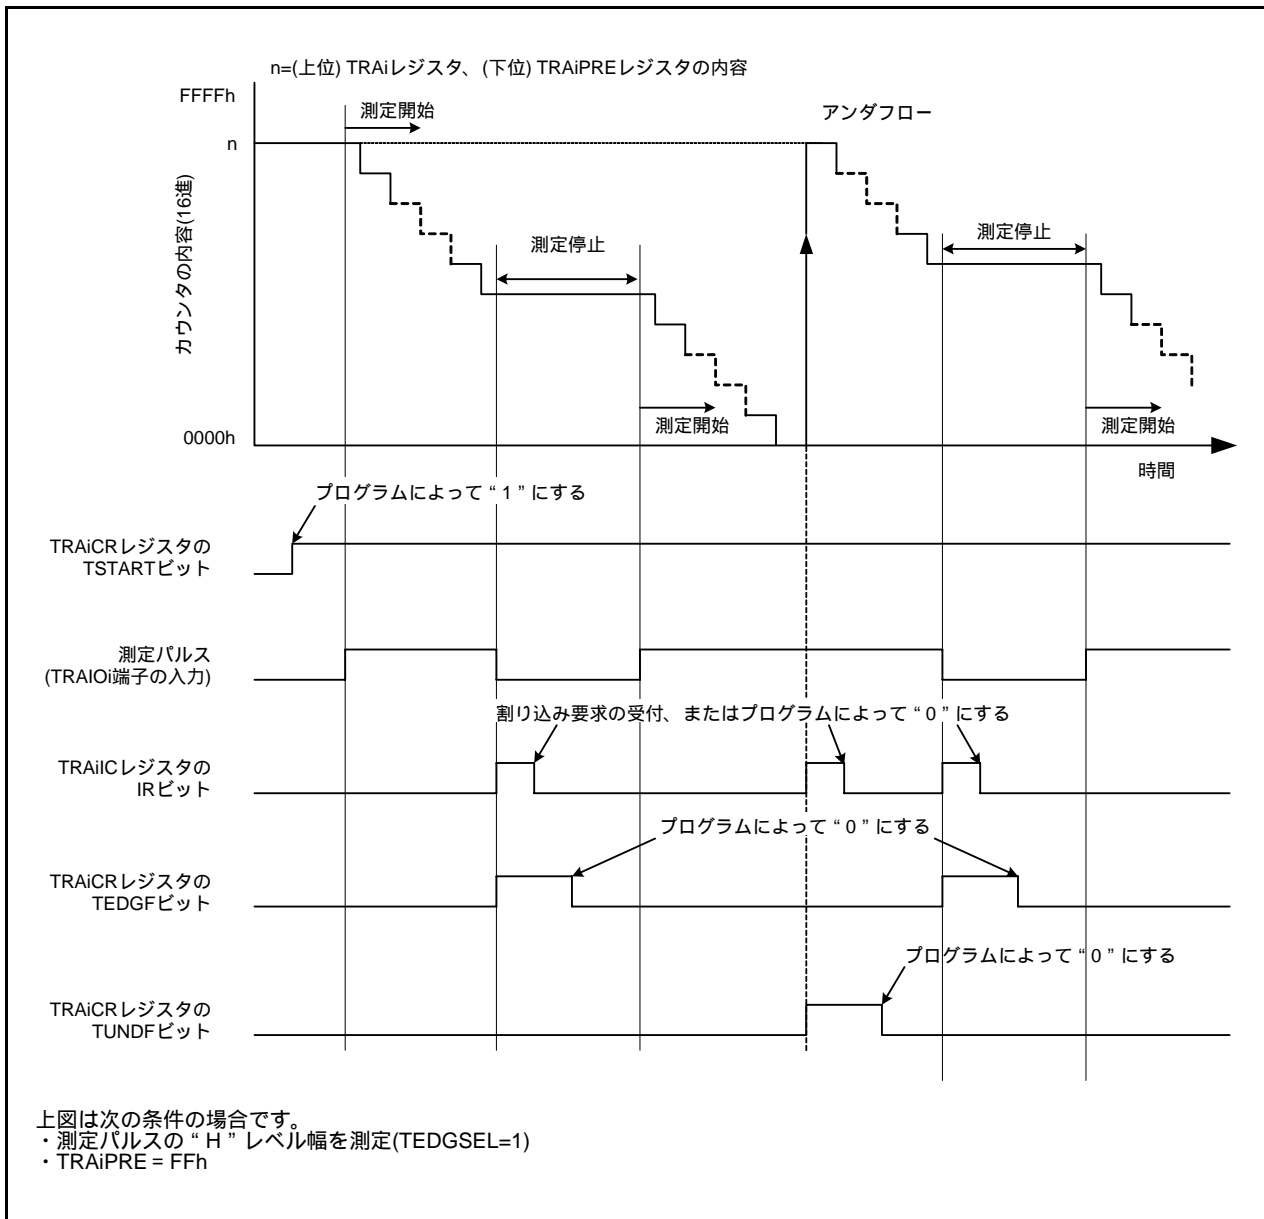 n=(上位) TRAiレジスタ、(下位) TRAiPREレジスタの内容
FFFFh
測定開始
アンダフロー
n
カウンタの内容(16進)
測定停止
測定停止
測定開始
測定開始
0000h
時間
プログラムによって“1”にする
TRAiCRレジスタの
TSTARTビット
測定パルス
(TRAIOi端子の入力)
割り込み要求の受付、またはプログラムによって“0”にする
TRAiICレジスタの
IRビット
プログラムによって“0”にする
TRAiCRレジスタの
TEDGFビット
プログラムによって“0”にする
TRAiCRレジスタの
TUNDFビット
上図は次の条件の場合です。
・測定パルスの“H”レベル幅を測定(TEDGSEL=1)
・TRAiPRE = FFh